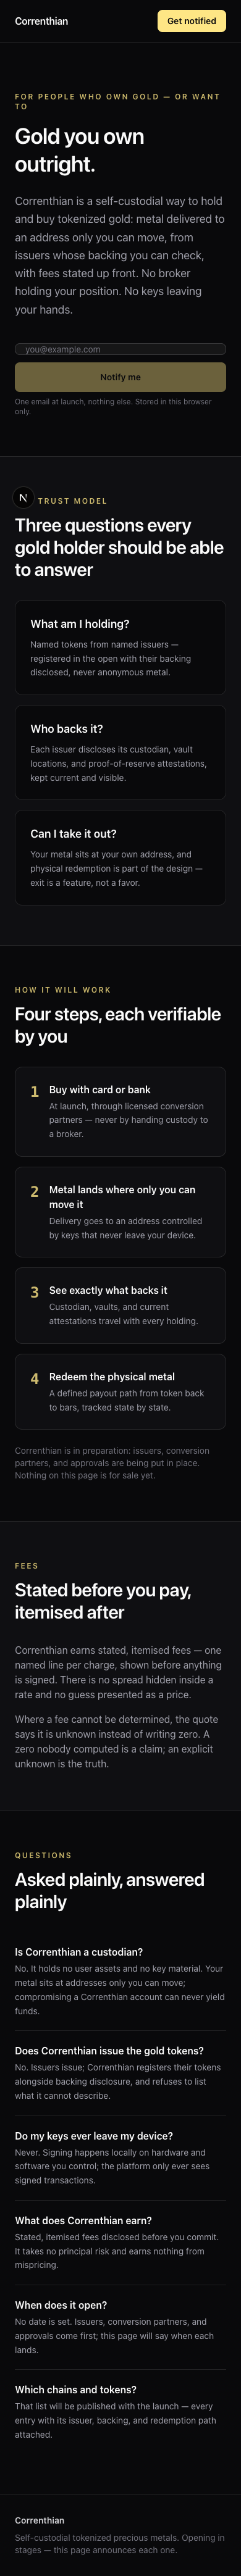 Correnthian
Get notified
FOR PEOPLE WHO OWN GOLD — OR WANT
TO
Gold you own
outright.
Correnthian is a self-custodial way to hold
and buy tokenized gold: metal delivered to
an address only you can move, from
issuers whose backing you can check,
with fees stated up front. No broker
holding your position. No keys leaving
your hands.
you@example.com
Notify me
One email at launch, nothing else. Stored in this browser
only.
N
TRUST MODEL
Three questions every
gold holder should be able
to answer
What am I holding?
Named tokens from named issuers —
registered in the open with their backing
disclosed, never anonymous metal.
Who backs it?
Each issuer discloses its custodian, vault
locations, and proof-of-reserve attestations,
kept current and visible.
Can I take it out?
Your metal sits at your own address, and
physical redemption is part of the design —
exit is a feature, not a favor.
HOW IT WILL WORK
Four steps, each verifiable
by you
1
Buy with card or bank
At launch, through licensed conversion
partners — never by handing custody to
a broker.
2
Metal lands where only you can
move it
Delivery goes to an address controlled
by keys that never leave your device.
3
See exactly what backs it
Custodian, vaults, and current
attestations travel with every holding.
4
Redeem the physical metal
A defined payout path from token back
to bars, tracked state by state.
Correnthian is in preparation: issuers, conversion
partners, and approvals are being put in place.
Nothing on this page is for sale yet.
FEES
Stated before you pay,
itemised after
Correnthian earns stated, itemised fees — one
named line per charge, shown before anything
is signed. There is no spread hidden inside a
rate and no guess presented as a price.
Where a fee cannot be determined, the quote
says it is unknown instead of writing zero. A
zero nobody computed is a claim; an explicit
unknown is the truth.
QUESTIONS
Asked plainly, answered
plainly
Is Correnthian a custodian?
No. It holds no user assets and no key material. Your
metal sits at addresses only you can move;
compromising a Correnthian account can never yield
funds.
Does Correnthian issue the gold tokens?
No. Issuers issue; Correnthian registers their tokens
alongside backing disclosure, and refuses to list
what it cannot describe.
Do my keys ever leave my device?
Never. Signing happens locally on hardware and
software you control; the platform only ever sees
signed transactions.
What does Correnthian earn?
Stated, itemised fees disclosed before you commit.
It takes no principal risk and earns nothing from
mispricing.
When does it open?
No date is set. Issuers, conversion partners, and
approvals come first; this page will say when each
lands.
Which chains and tokens?
That list will be published with the launch — every
entry with its issuer, backing, and redemption path
attached.
Correnthian
Self-custodial tokenized precious metals. Opening in
stages — this page announces each one.